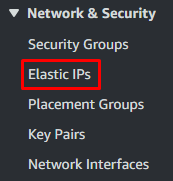 Network & Security
Security Groups
Elastic IPs
Placement Groups
Key Pairs
Network Interfaces